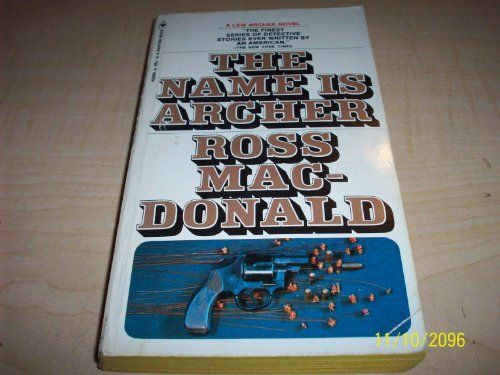 A LEW ARCHER NOVEL
"THE FINEST
SERIES OF DETECTIVE
STORIES EVER WRITTEN BY
AN AMERICAN."
—THE NEW YORK TIMES
THE
NAME IS
ARCHER
ROSS
MAC-
DONALD
11/10/2096